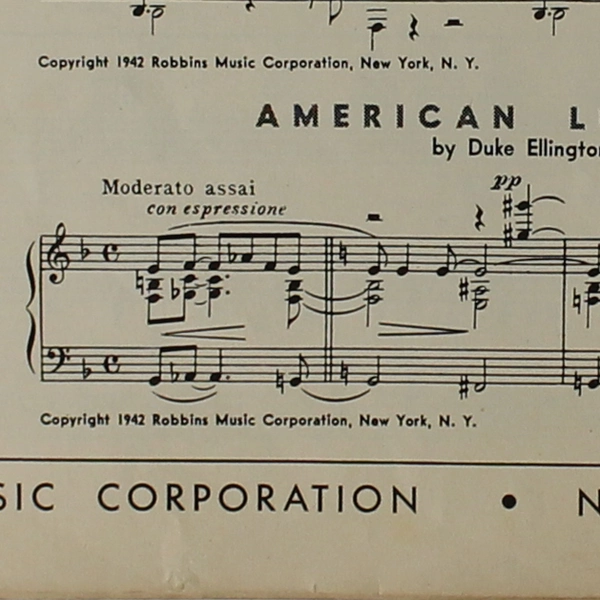 Copyright 1942 Robbins Music Corporation, New York, N. Y.
AMERICAN L
by Duke Ellington
Moderato assai
con espressione
pp
Copyright 1942 Robbins Music Corporation, New York, N. Y.
SIC CORPORATION • N